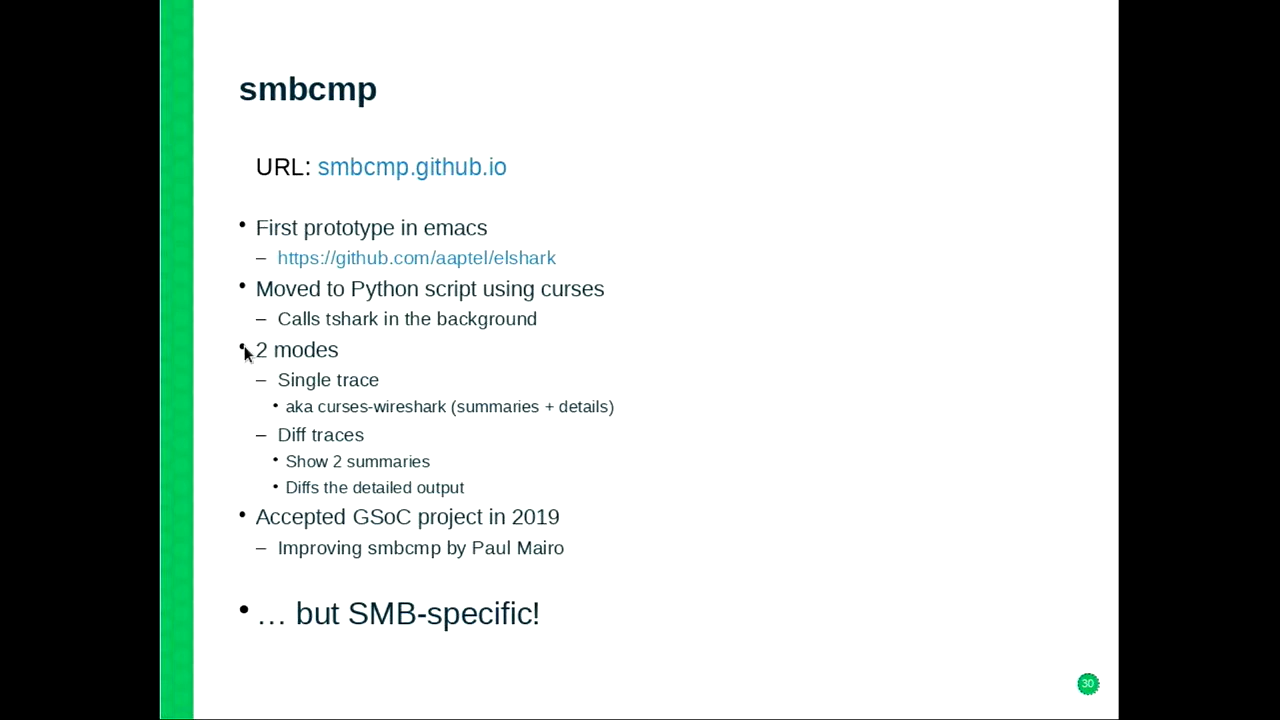 smbcmp
URL: smbcmp.github.io
• First prototype in emacs
– https://github.com/aaptel/elshark
• Moved to Python script using curses
– Calls tshark in the background
• 2 modes
– Single trace
• aka curses-wireshark (summaries + details)
– Diff traces
• Show 2 summaries
• Diffs the detailed output
• Accepted GSoC project in 2019
– Improving smbcmp by Paul Mairo
• … but SMB-specific!
30